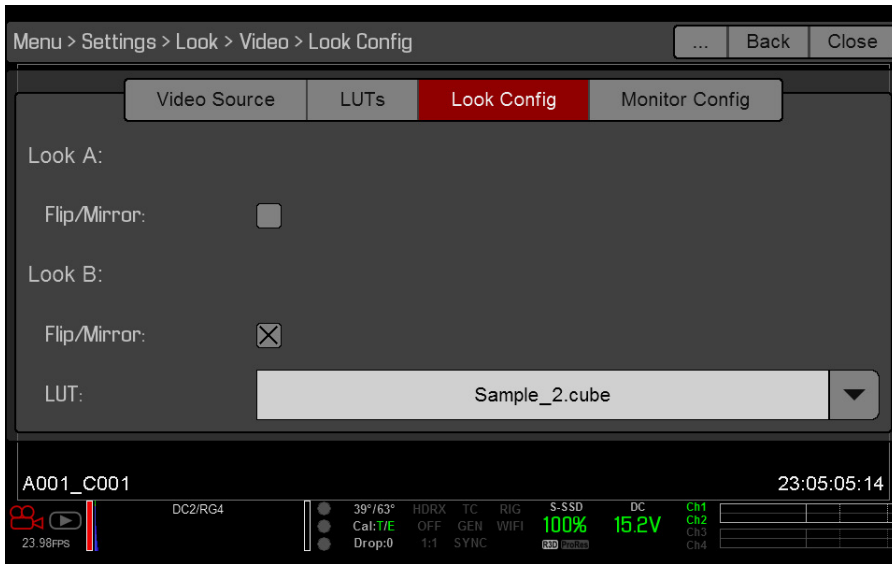 Menu > Settings > Look > Video > Look Config ... Back Close
Video Source LUTs Look Config Monitor Config
Look A:
Flip/Mirror:
Look B:
Flip/Mirror:
LUT: Sample_2.cube
A001_C001 23:05:05:14
DC2/RG4 39°/63° HDRX TC RIG S-SSD DC Ch1
Cal:T/E OFF GEN WIFI 100% 15.2V Ch2
23.98FPS Drop:0 1:1 SYNC R3D ProRes Ch3
Ch4